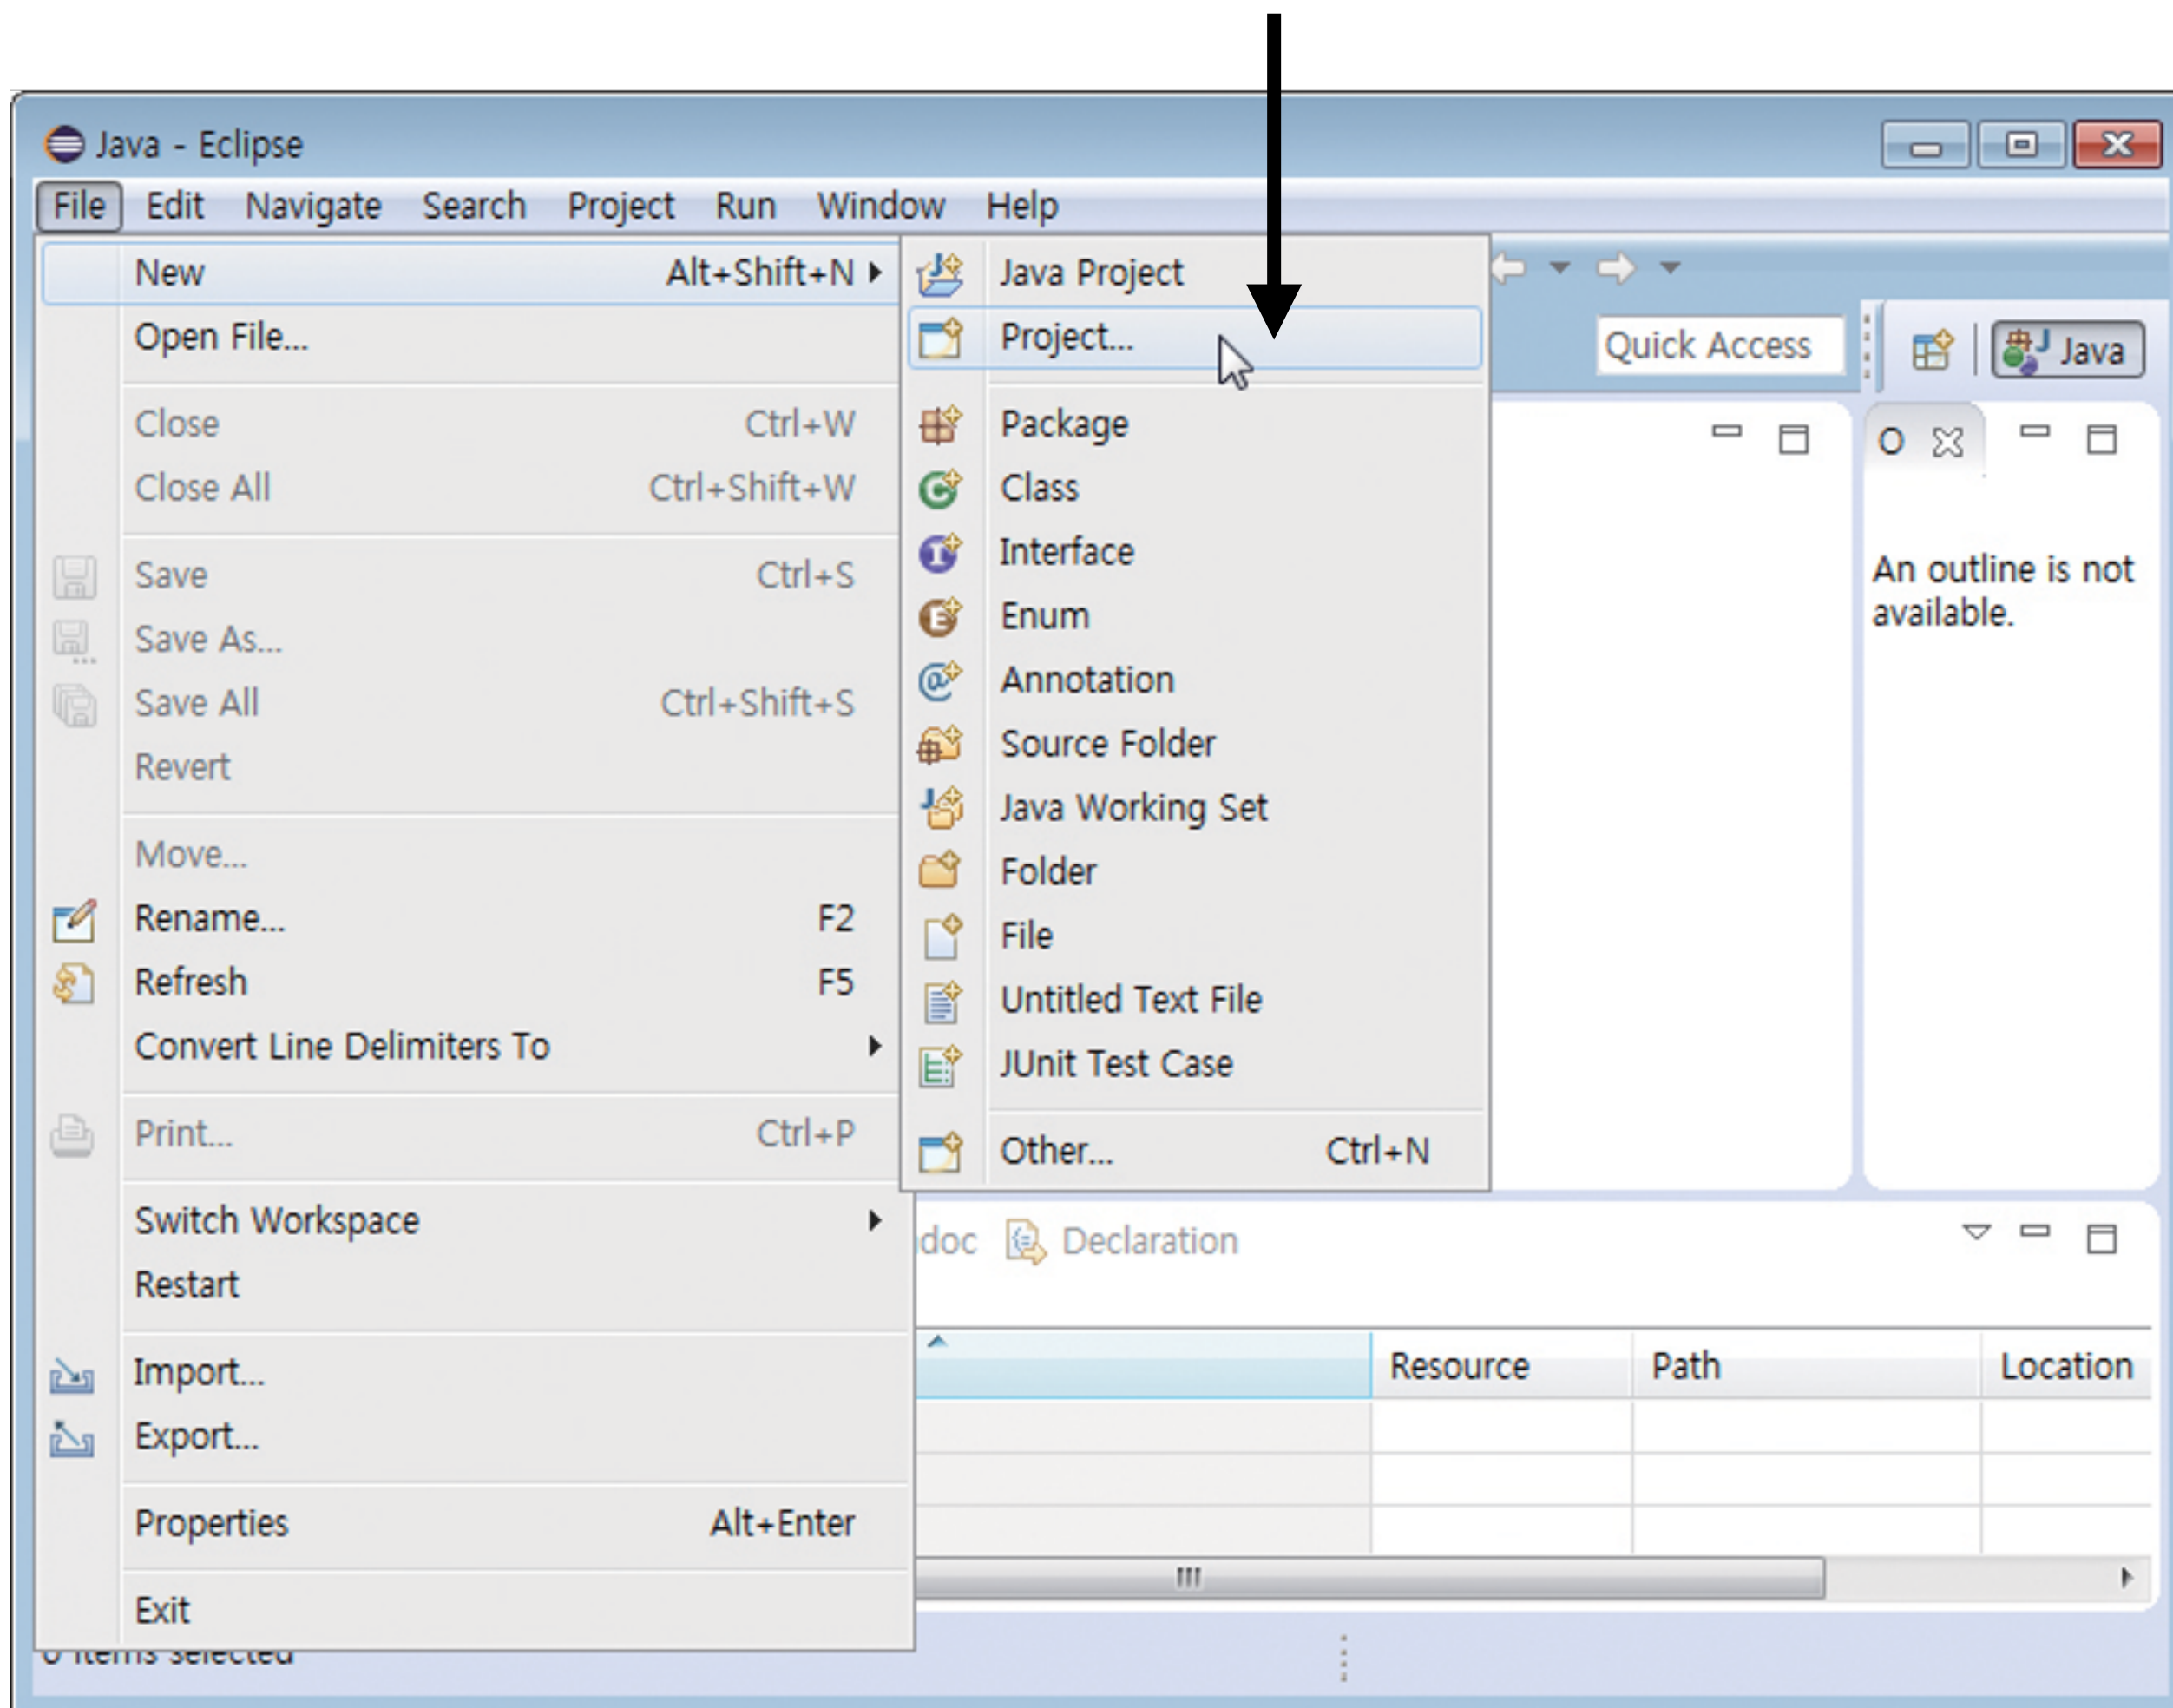 Java - Eclipse
File Edit Navigate Search Project Run Window Help
New Alt+Shift+N
Open File...
Close Ctrl+W
Close All Ctrl+Shift+W
Save Ctrl+S
Save As...
Save All Ctrl+Shift+S
Revert
Move...
Rename... F2
Refresh F5
Convert Line Delimiters To
Print... Ctrl+P
Switch Workspace
Restart
Import...
Export...
Properties Alt+Enter
Exit
Java Project
Project...
Package
Class
Interface
Enum
Annotation
Source Folder
Java Working Set
Folder
File
Untitled Text File
JUnit Test Case
Other... Ctrl+N
Quick Access
Java
O
An outline is not
available.
doc Declaration
Resource Path Location
0 items selected